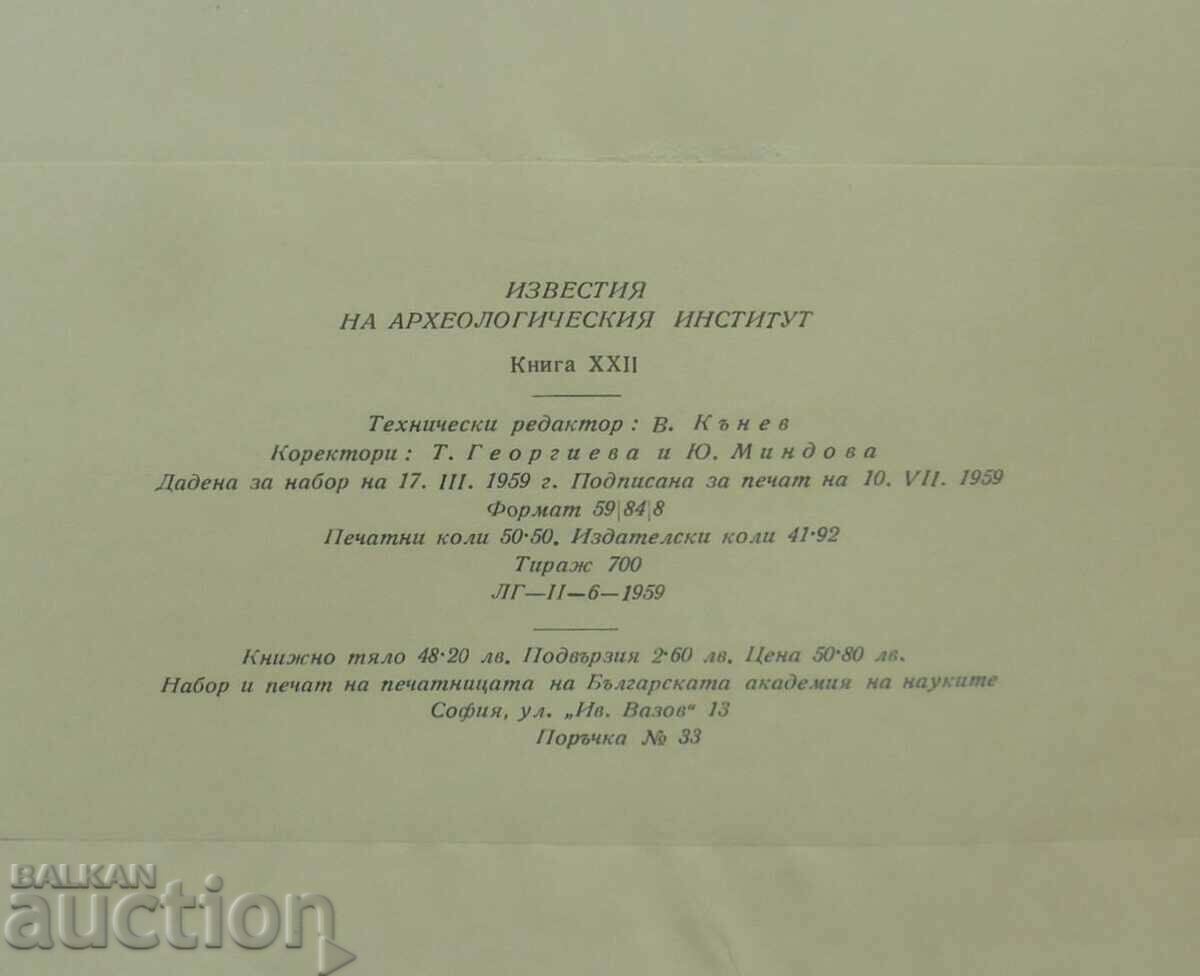 ИЗВЕСТИЯ
НА АРХЕОЛОГИЧЕСКИЯ ИНСТИТУТ
Книга XXII
Технически редактор: В. Кънев
Коректори: Т. Георгиева и Ю. Миндова
Дадена за набор на 17. III. 1959 г. Подписана за печат на 10. VII. 1959
Формат 59|84|8
Печатни коли 50·50. Издателски коли 41·92
Тираж 700
ЛГ—II—6—1959
Книжно тяло 48·20 лв. Подвързия 2·60 лв. Цена 50·80 лв.
Набор и печат на печатницата на Българската академия на науките
София, ул. „Ив. Вазов" 13
Поръчка № 33
BALKAN
auction